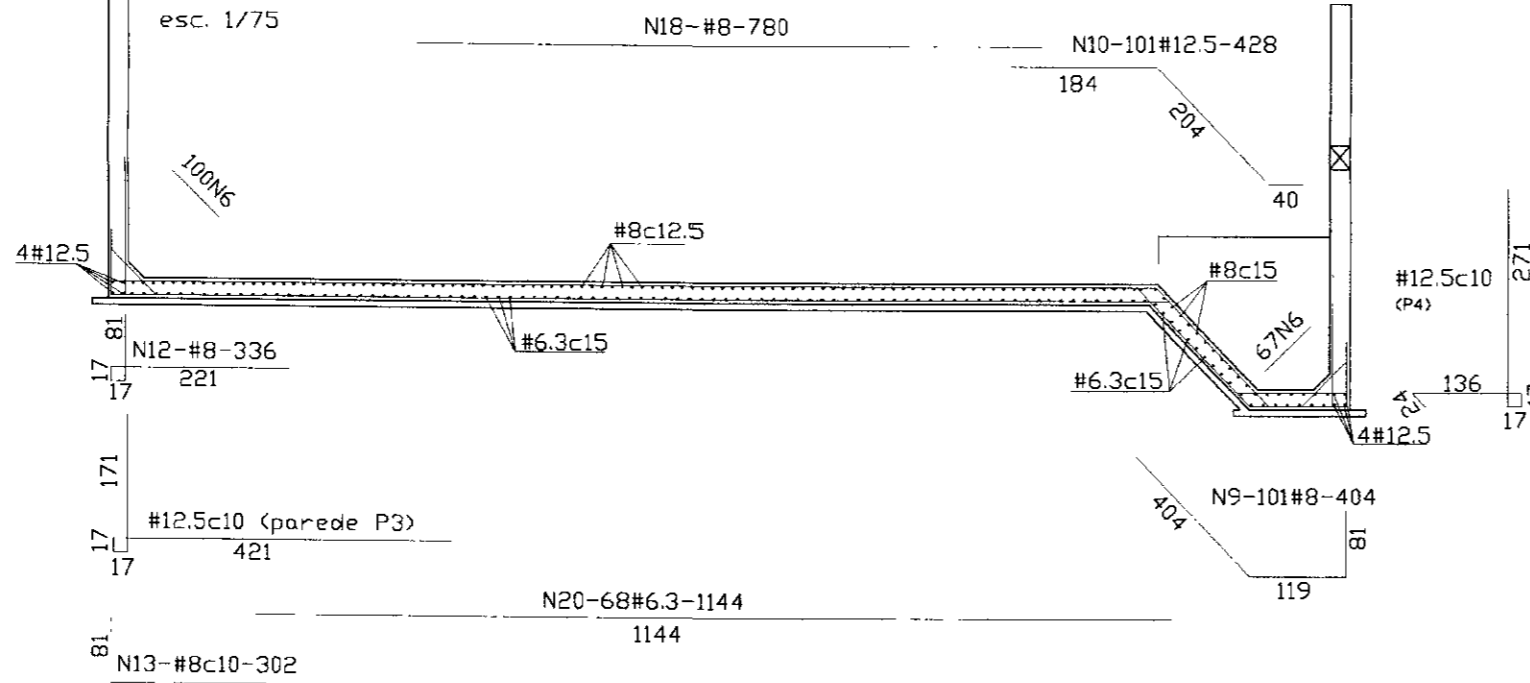 esc. 1/75
N18-#8-780
N10-101#12.5-428
184
204
40
100N6
#8c12.5
4#12.5
#8c15
271
#12.5c10
(P4)
81
N12-#8-336
17
221
17
#6.3c15
67N6
#6.3c15
136
17
4#12.5
171
N9-101#8-404
404
81
#12.5c10 (parede P3)
17
421
17
119
N20-68#6.3-1144
1144
81
N13-#8c10-302